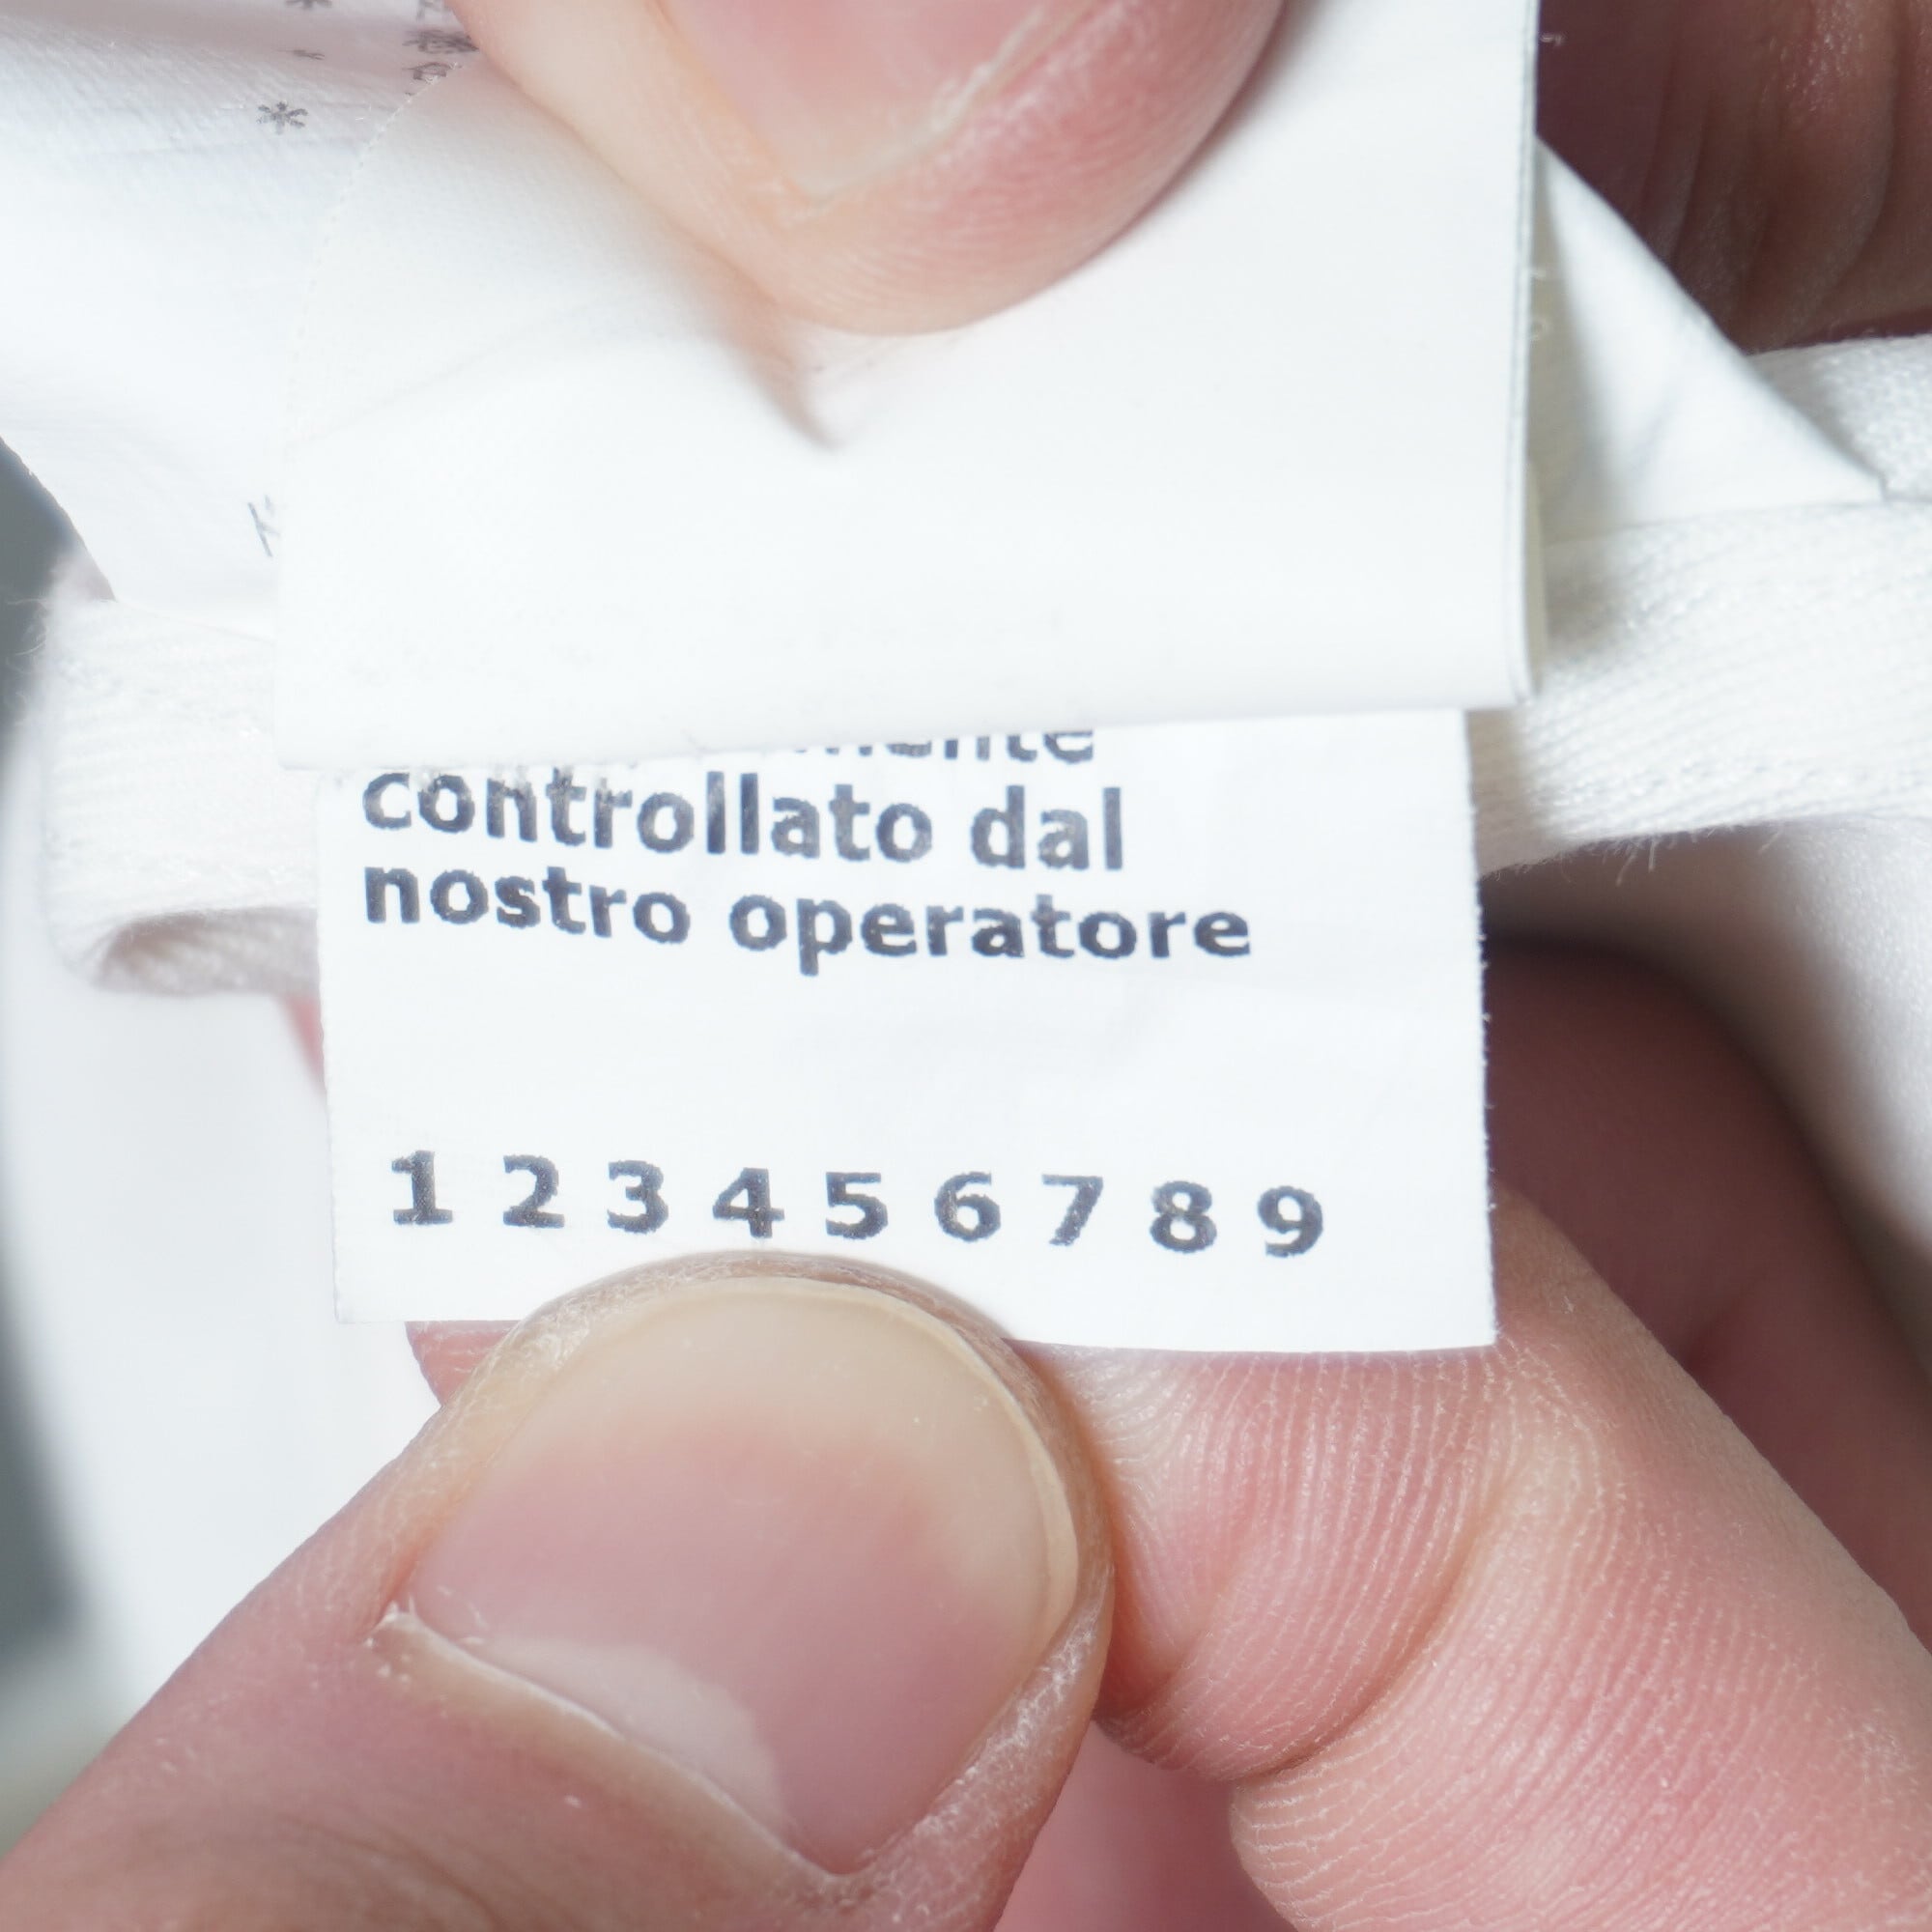 controllato dal
nostro operatore
1 2 3 4 5 6 7 8 9